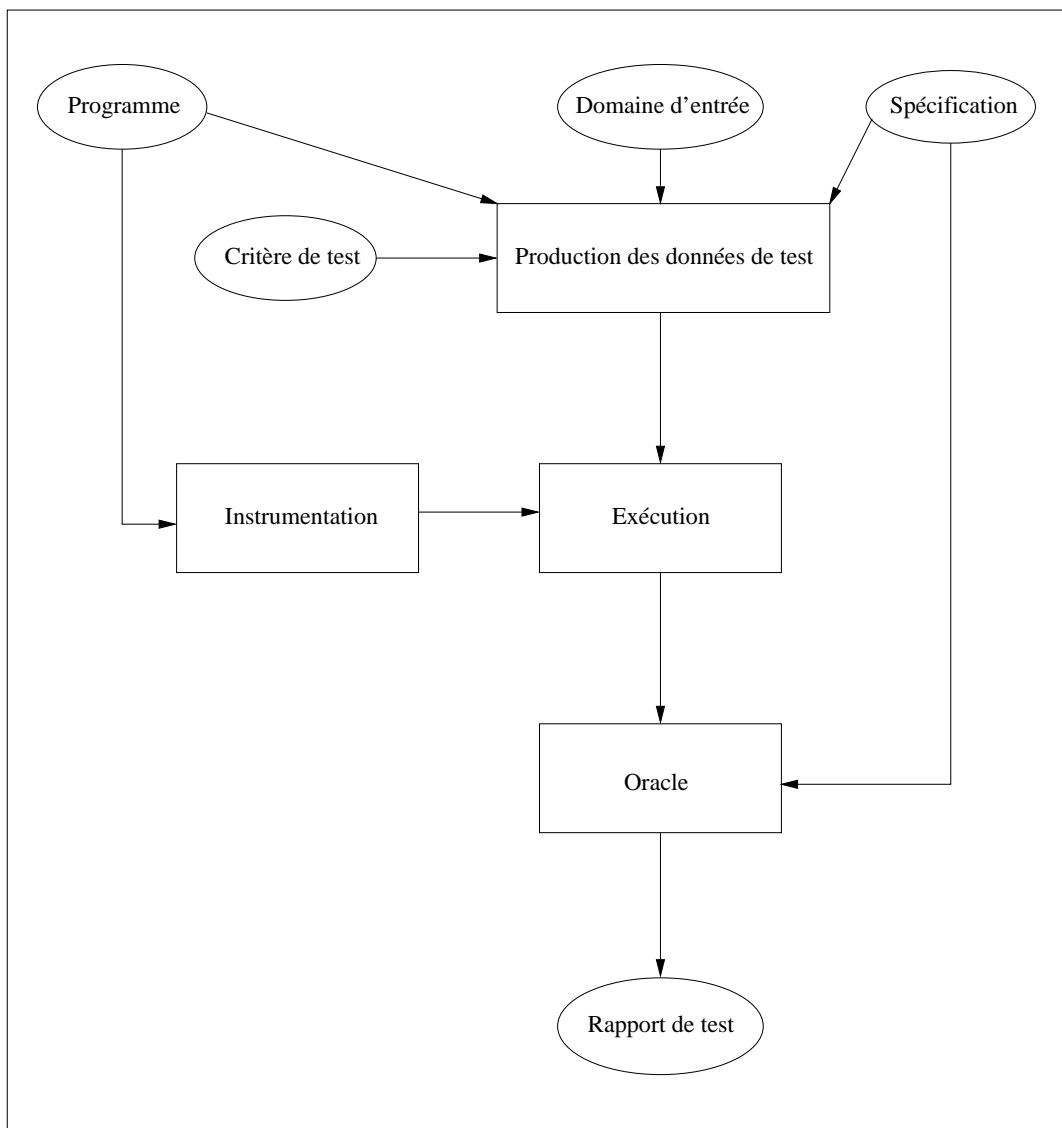 Programme
Domaine d'entrée
Spécification
Critère de test
Production des données de test
Instrumentation
Exécution
Oracle
Rapport de test